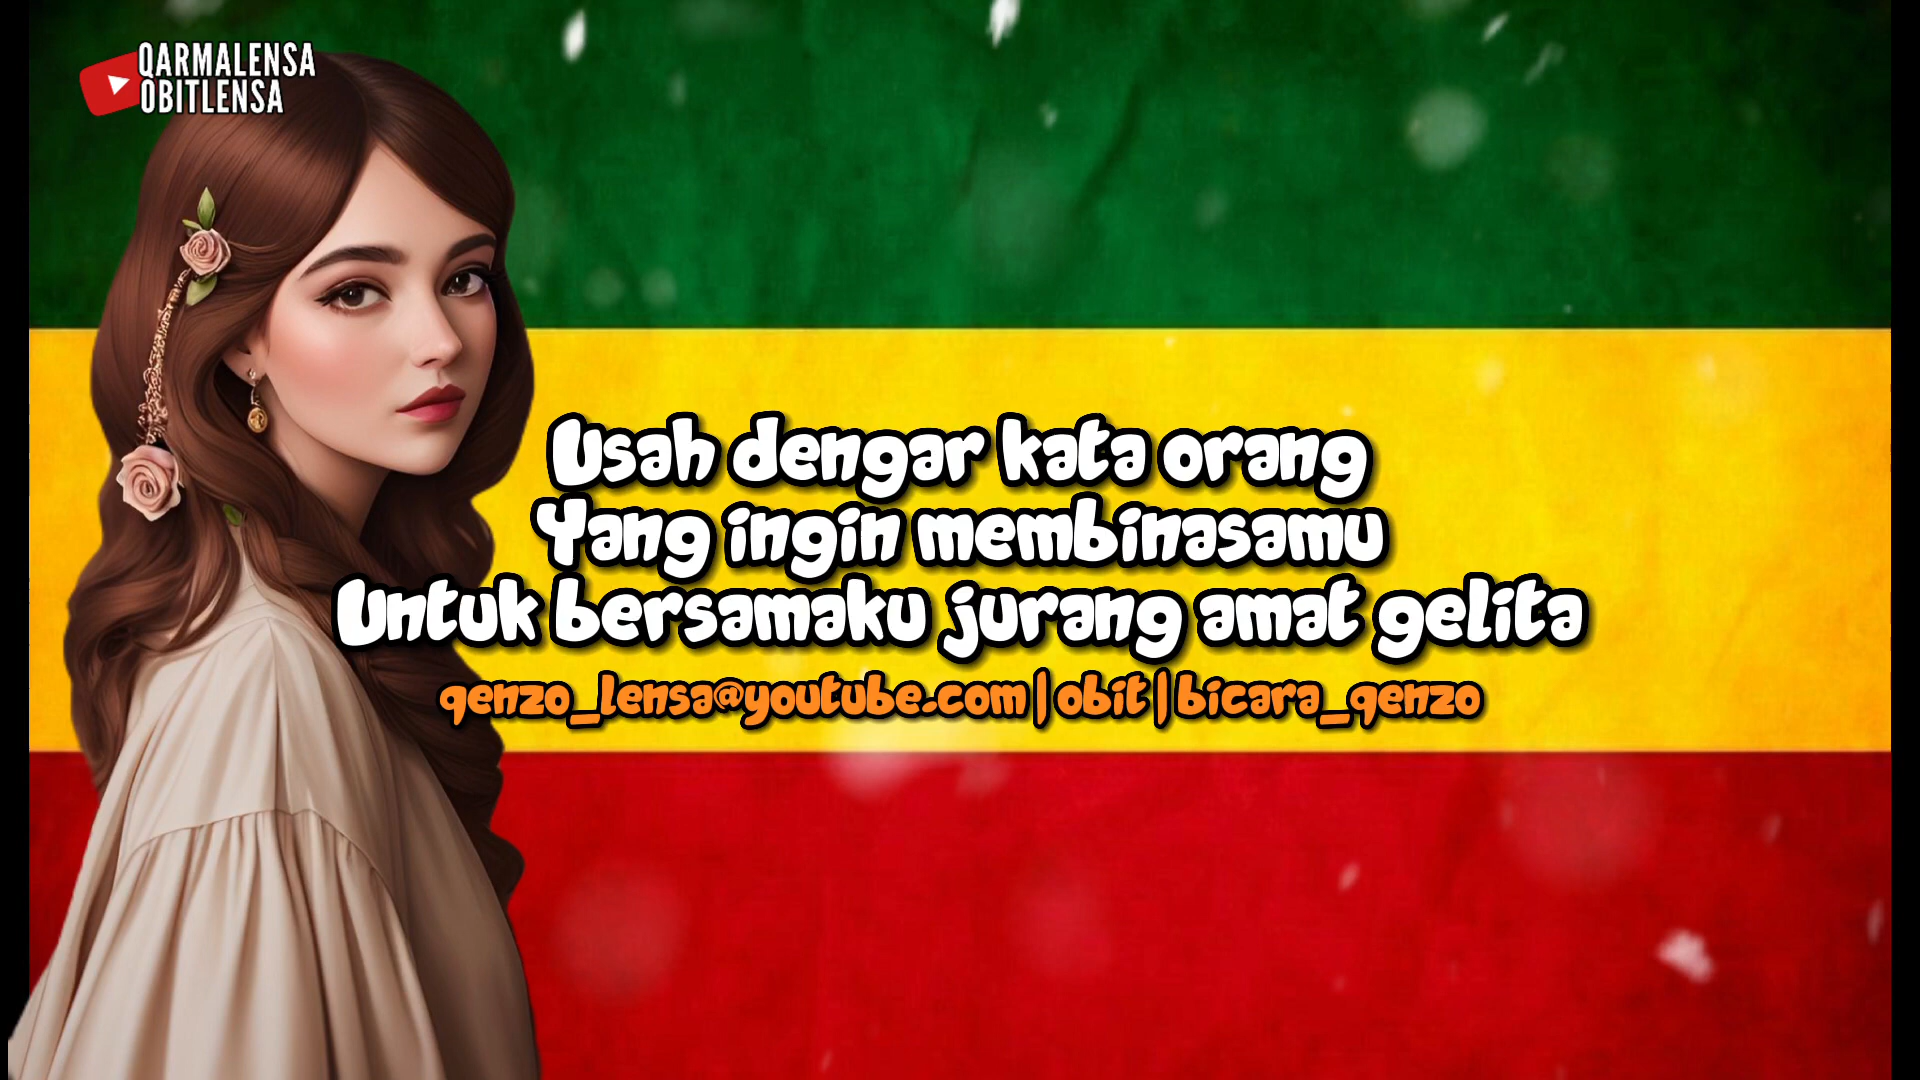 QARMALENSA
OBITLENSA
Usah dengar kata orang
Yang ingin membinasamu
Untuk bersamaku jurang amat gelita
qenzo_lensa@youtube.com|obit|bicara_qenzo